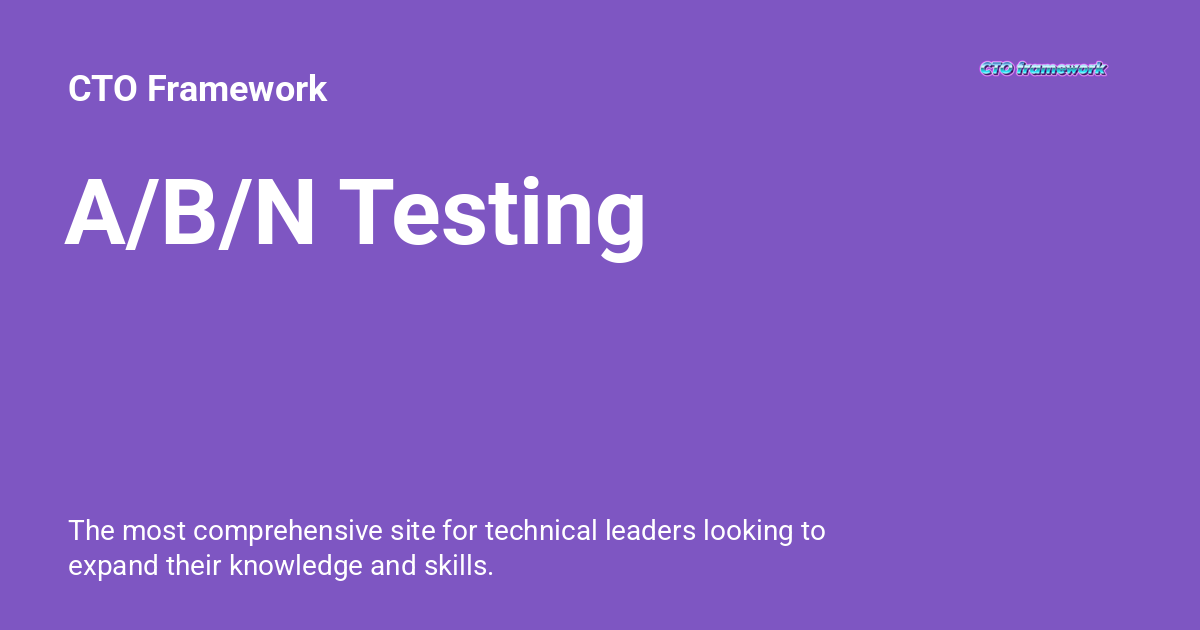 CTO Framework
CTO framework
A/B/N Testing
The most comprehensive site for technical leaders looking to
expand their knowledge and skills.